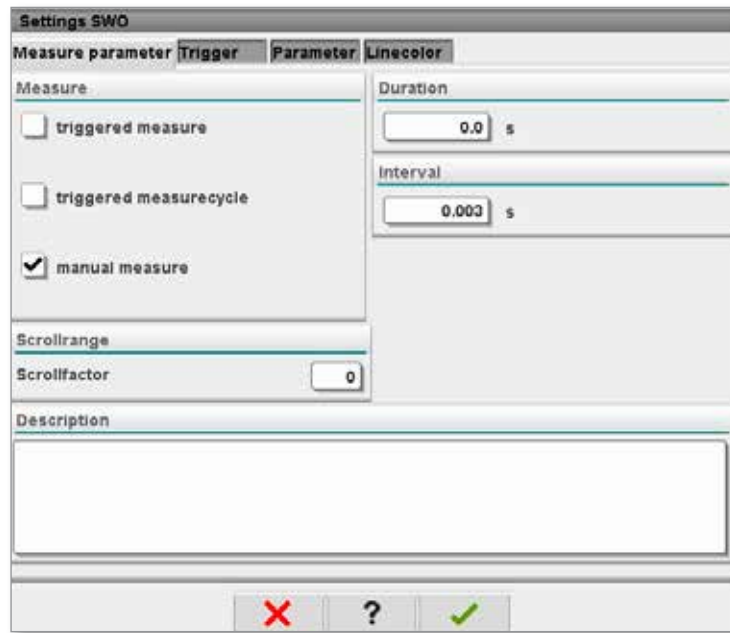 Settings SWO
Measure parameter Trigger Parameter Linecolor
Measure
triggered measure
triggered measurecycle
manual measure
Duration
0.0 s
Interval
0.003 s
Scrollrange
Scrollfactor 0
Description
?